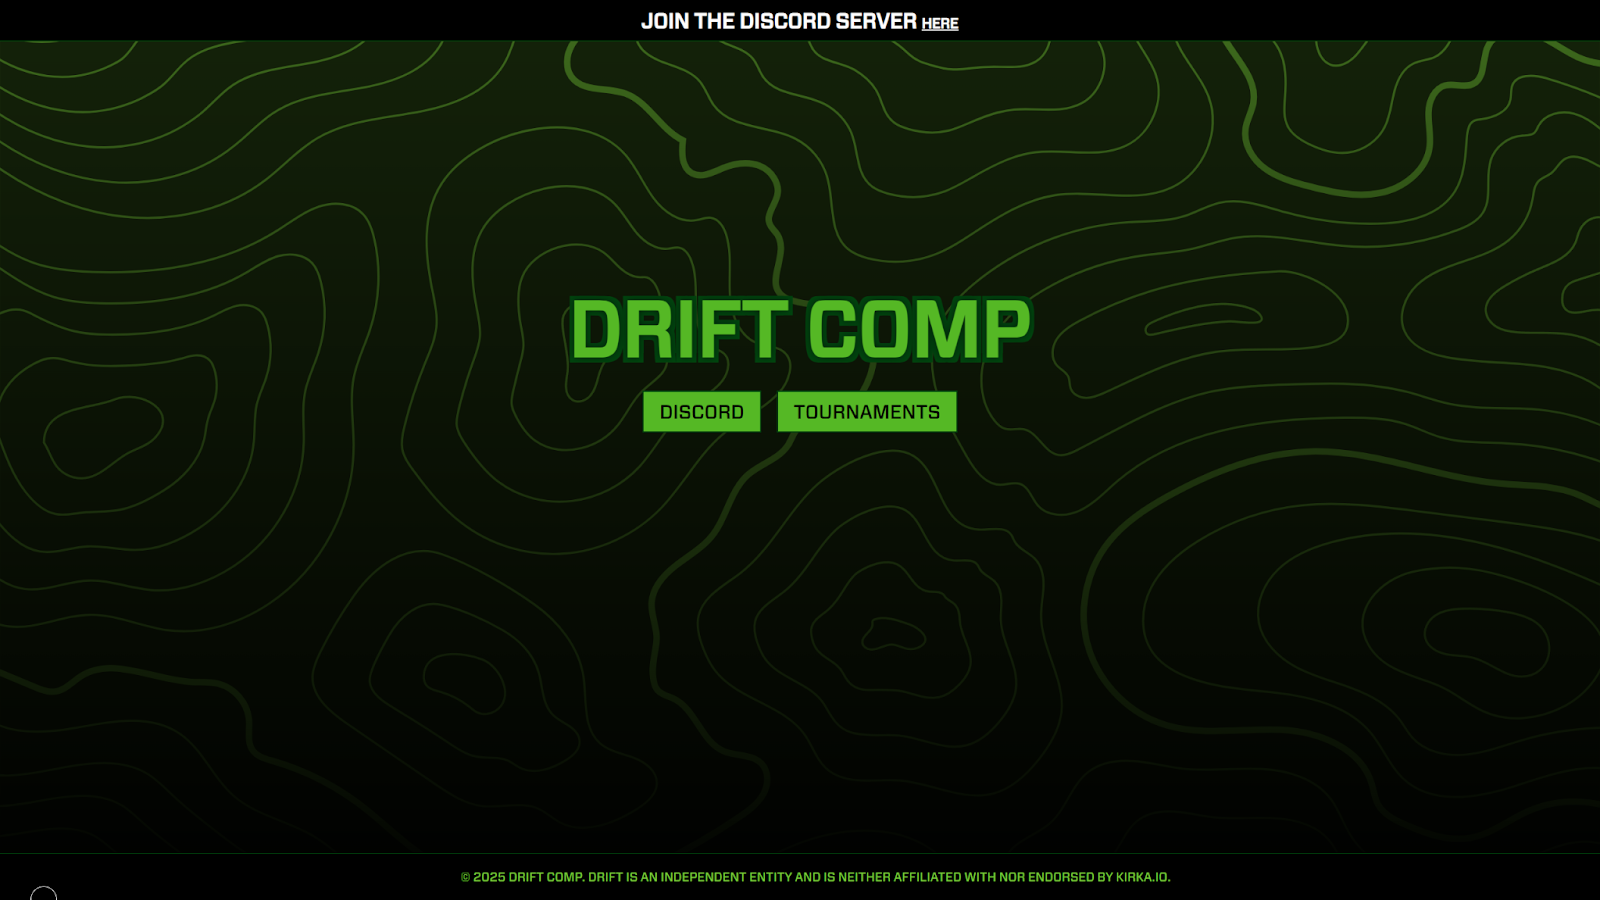 JOIN THE DISCORD SERVER HERE
DRIFT COMP
DISCORD TOURNAMENTS
© 2025 DRIFT COMP. DRIFT IS AN INDEPENDENT ENTITY AND IS NEITHER AFFILIATED WITH NOR ENDORSED BY KIRKA.IO.